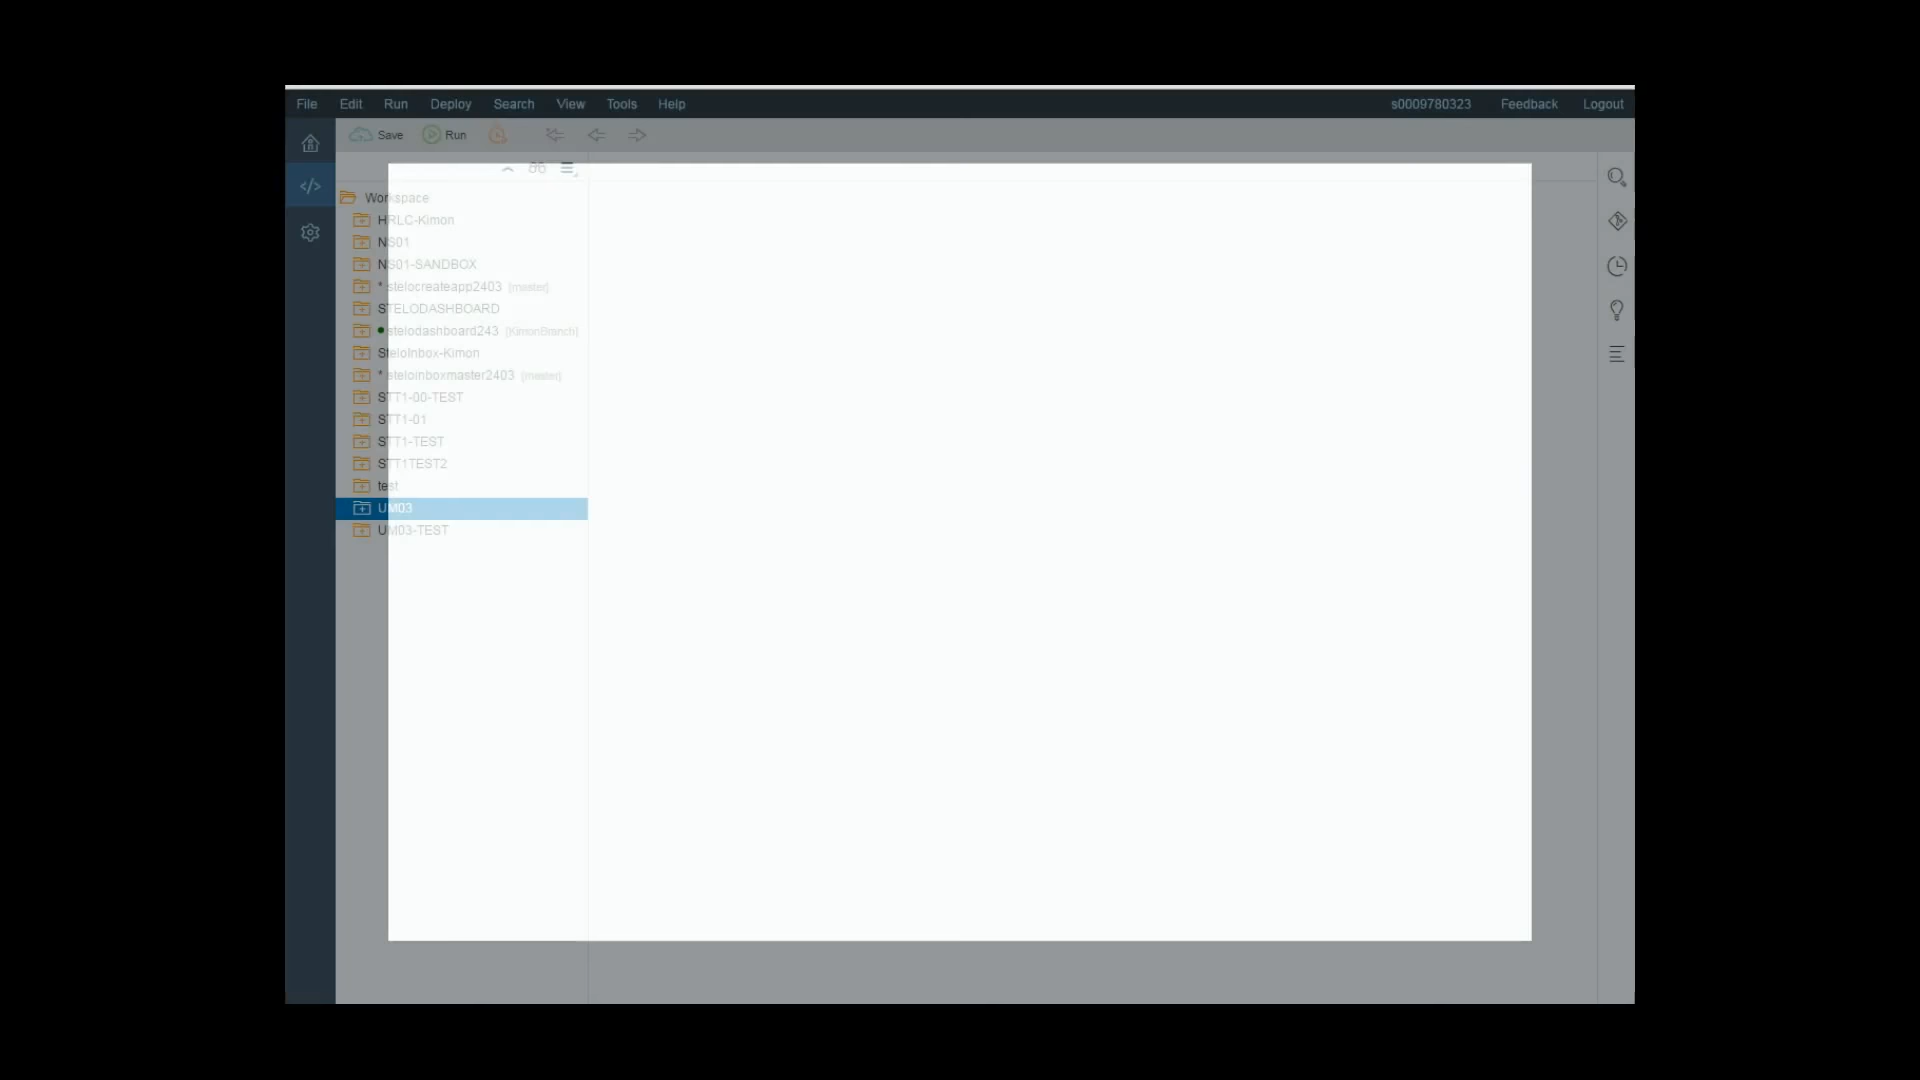 File Edit Run Deploy Search View Tools Help s0009780323 Feedback Logout
Save Run
Workspace
HRLC-Kimon
NS01
NS01-SANDBOX
* stelocreateapp2403 [master]
STELODASHBOARD
stelodashboard243 [KimonBranch]
SteloInbox-Kimon
* steloinboxmaster2403 [master]
STT1-00-TEST
STT1-01
STT1-TEST
STT1TEST2
test
UM03
UM03-TEST